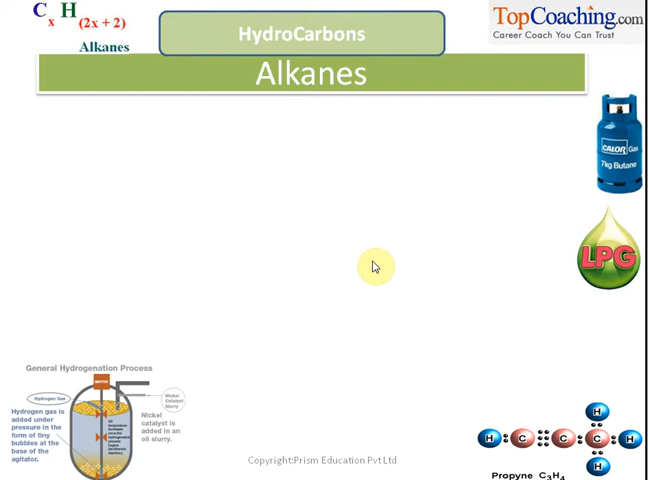 C x H (2x + 2)
Alkanes
HydroCarbons
TopCoaching.com
Career Coach You Can Trust
Alkanes
CALOR Gas
7kg Butane
LPG
General Hydrogenation Process
MOTOR
Hydrogen Gas
Nickel
Catalyst
Slurry
Hydrogen gas is
added under
pressure in the
form of tiny
bubbles at the
base of the
agitator.
Nickel
catalyst is
added in an
oil slurry.
Copyright:Prism Education Pvt Ltd
H
H C C C H
H
Propyne C3H4